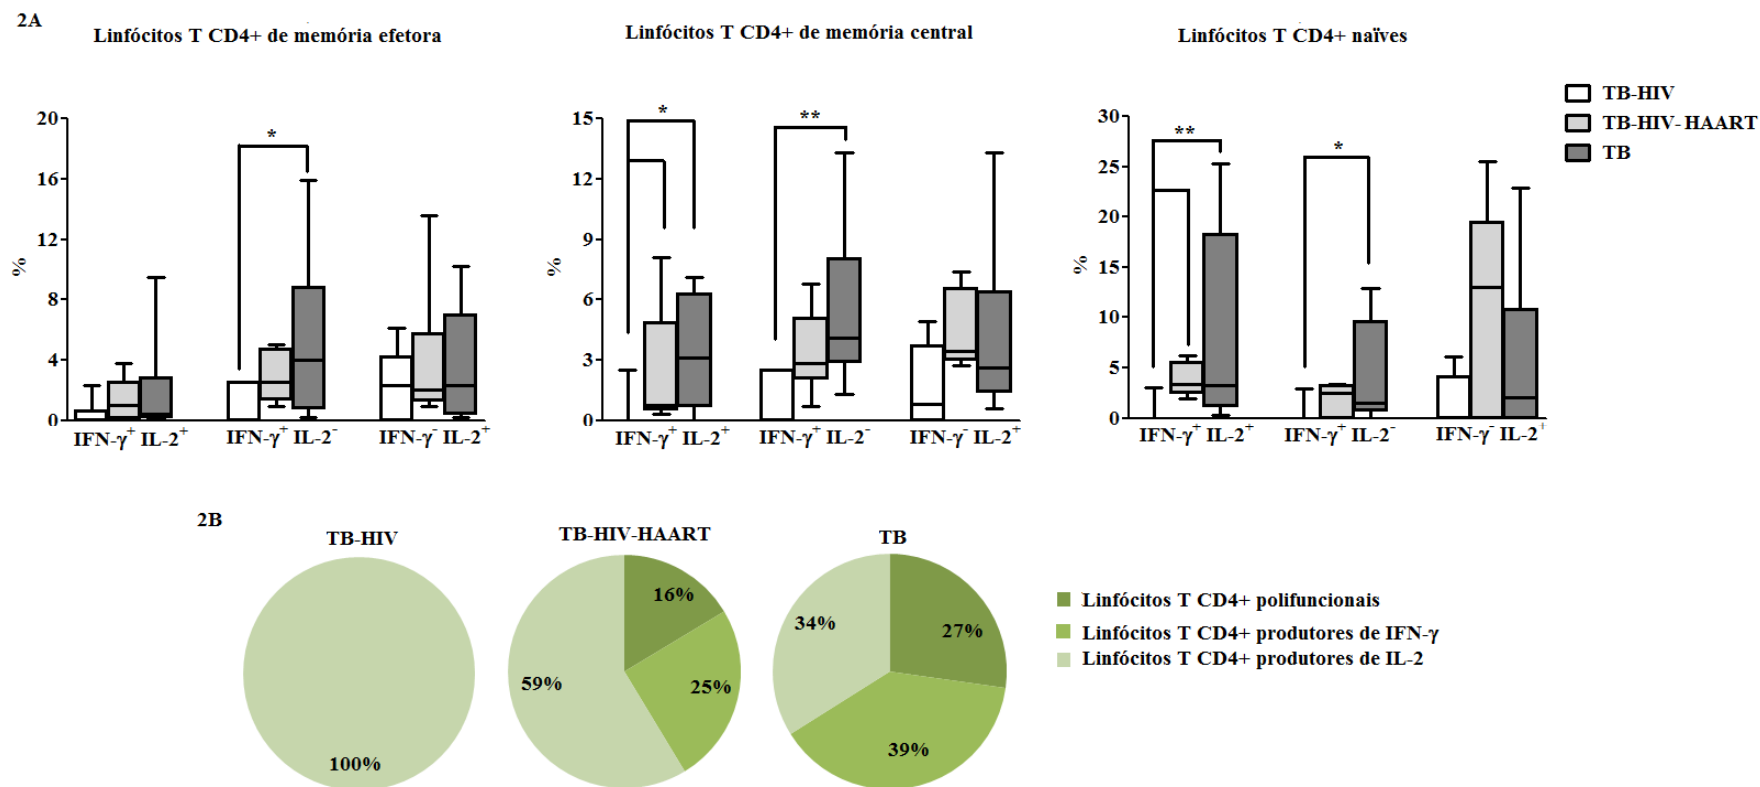 2A
Linfócitos T CD4+ de memória efetora
Linfócitos T CD4+ de memória central
Linfócitos T CD4+ naïves
TB-HIV
TB-HIV-HAART
TB
%
20
16
12
8
4
0
*
IFN-γ⁺ IL-2⁺
IFN-γ⁺ IL-2⁻
IFN-γ⁻ IL-2⁺
%
15
12
9
6
3
0
*
**
IFN-γ⁺ IL-2⁺
IFN-γ⁺ IL-2⁻
IFN-γ⁻ IL-2⁺
%
30
25
20
15
10
5
0
**
*
IFN-γ⁺ IL-2⁺
IFN-γ⁺ IL-2⁻
IFN-γ⁻ IL-2⁺
2B
TB-HIV
100%
TB-HIV-HAART
16%
25%
59%
TB
27%
34%
39%
Linfócitos T CD4+ polifuncionais
Linfócitos T CD4+ produtores de IFN-γ
Linfócitos T CD4+ produtores de IL-2